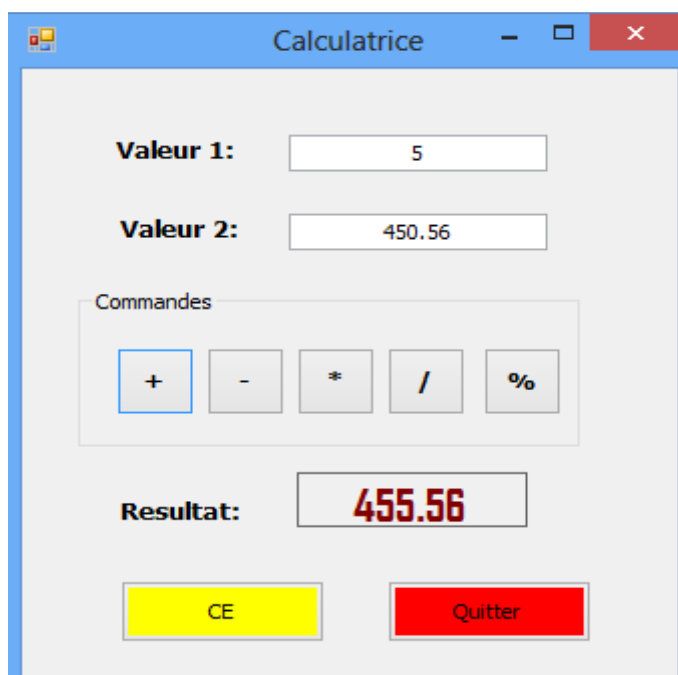 Calculatrice
Valeur 1: 5
Valeur 2: 450.56
Commandes
+ - * / %
Resultat: 455.56
CE Quitter